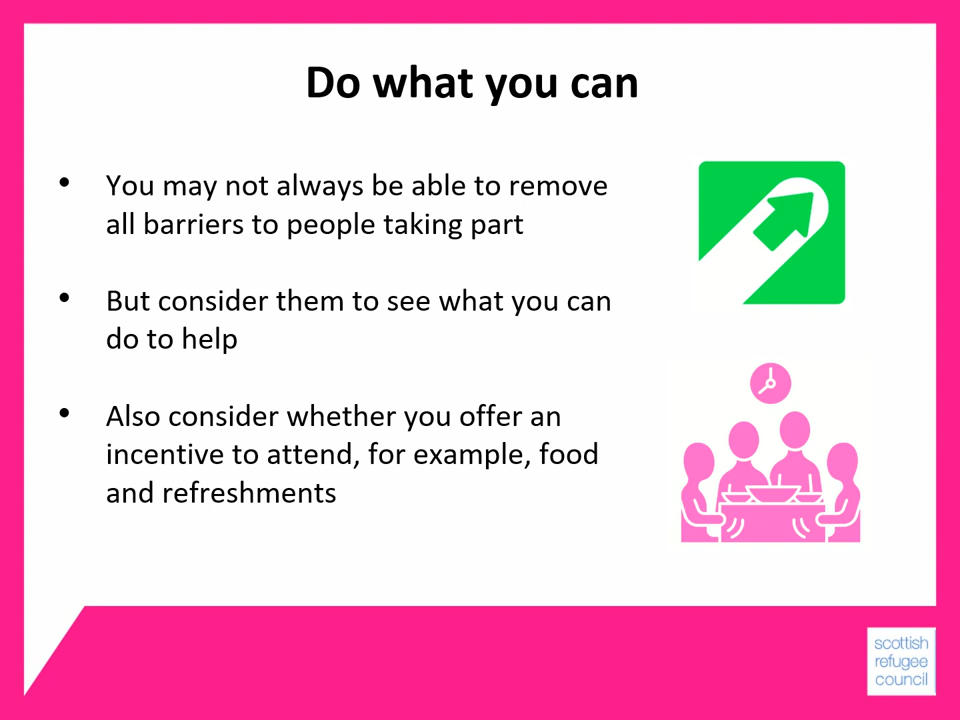 Do what you can
• You may not always be able to remove
all barriers to people taking part
• But consider them to see what you can
do to help
• Also consider whether you offer an
incentive to attend, for example, food
and refreshments
scottish
refugee
council